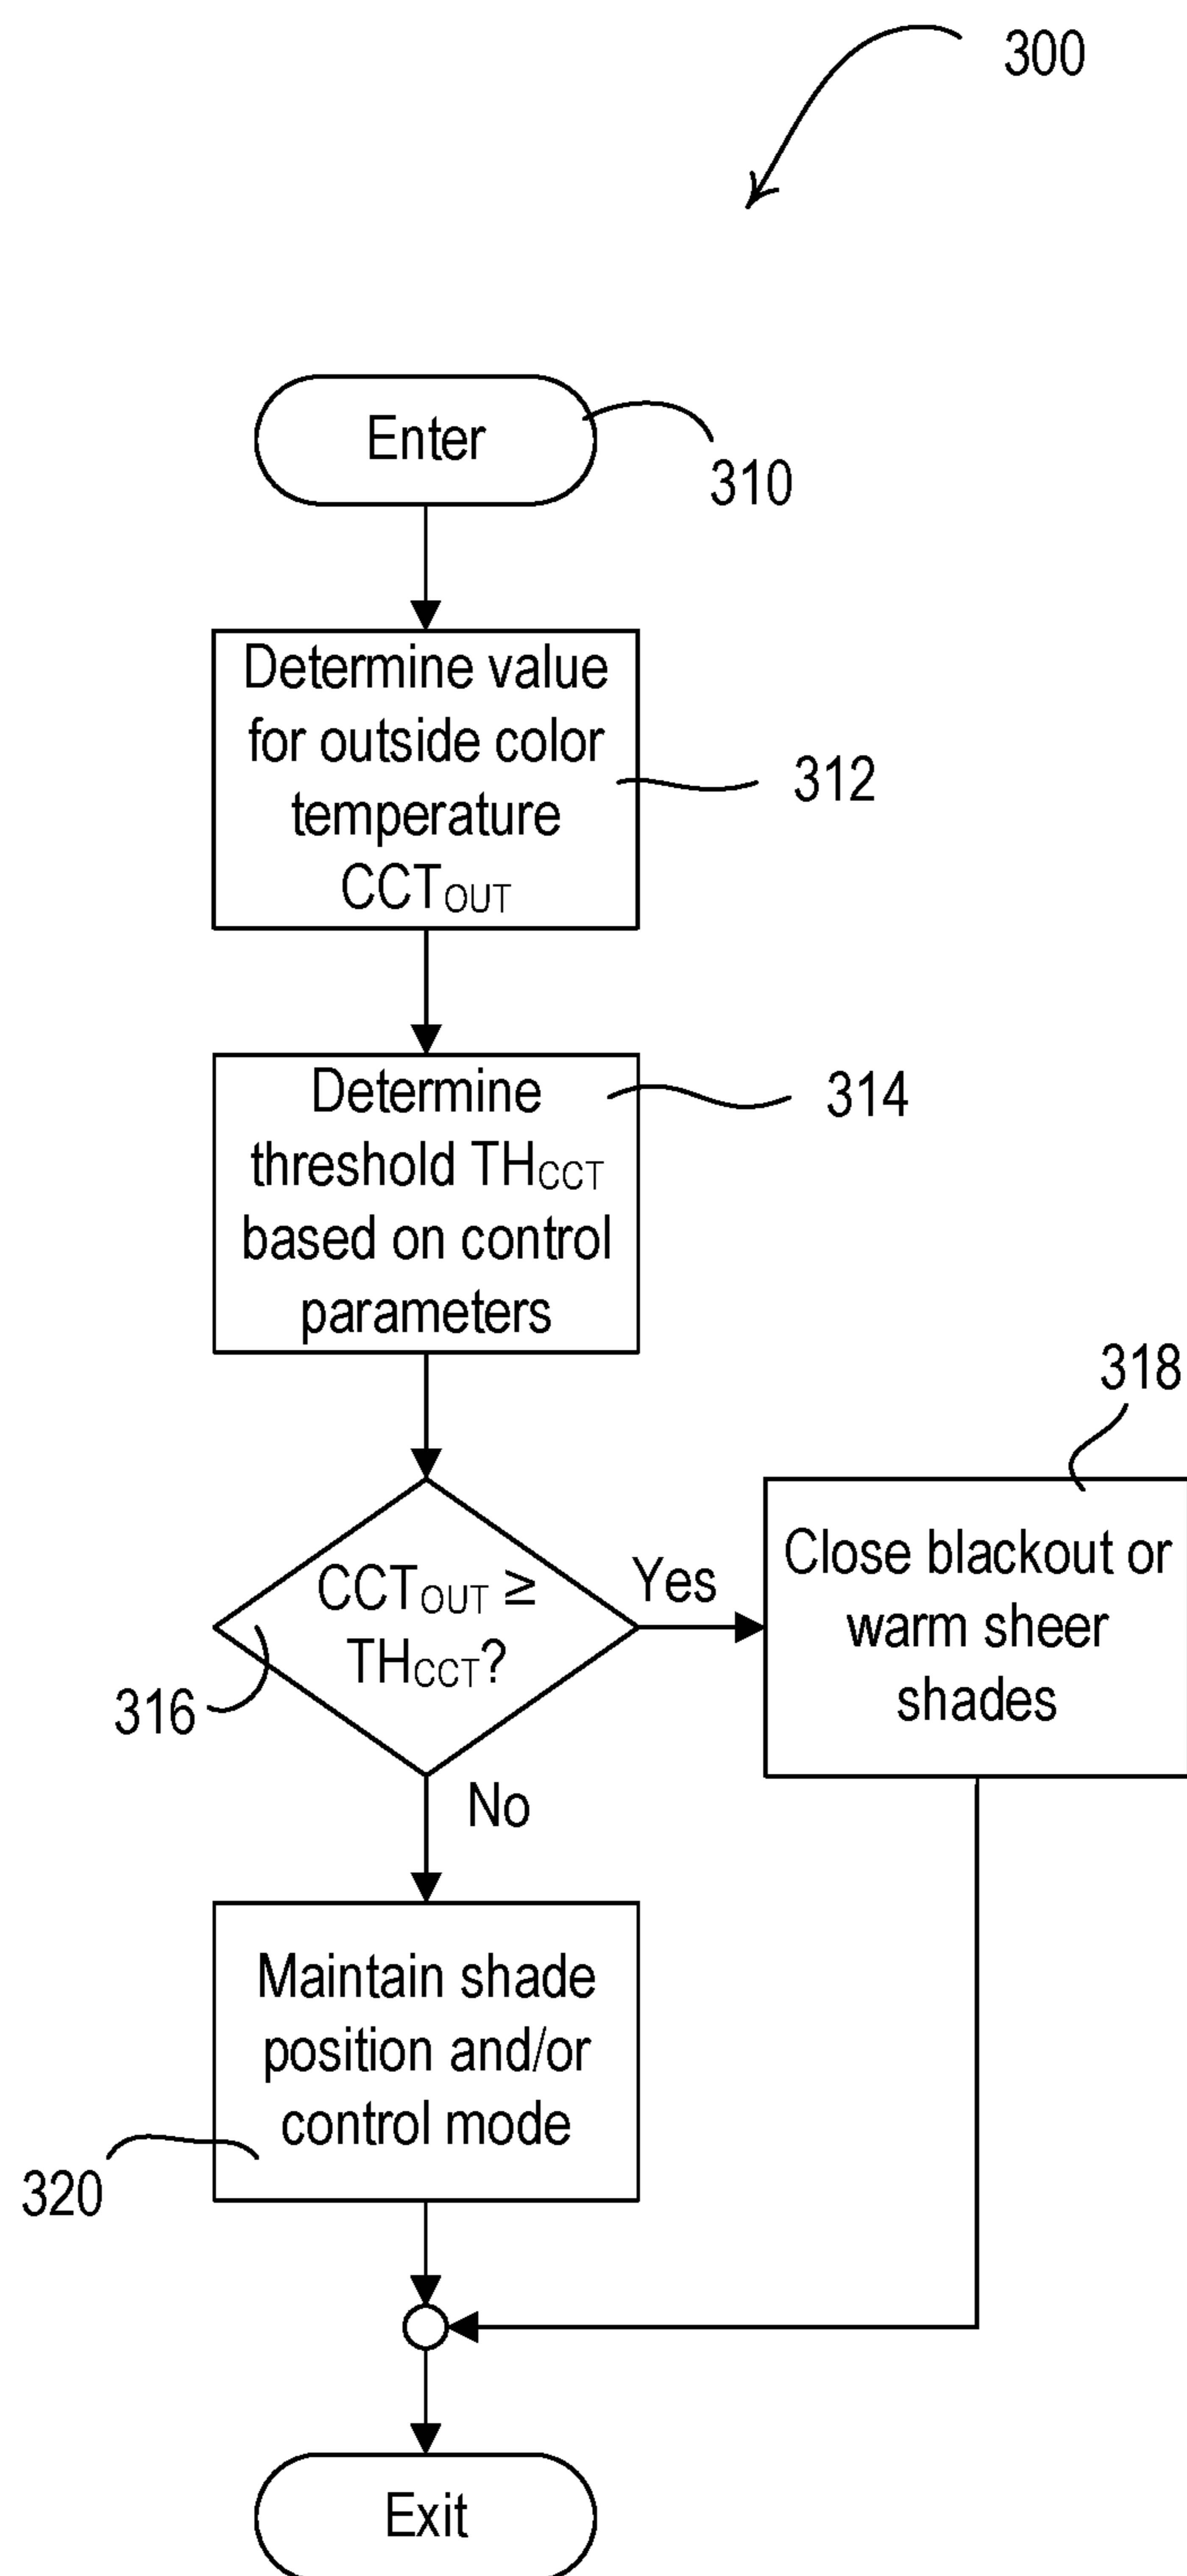 300
Enter
310
Determine value
for outside color
temperature
CCTOUT
312
Determine
threshold THCCT
based on control
parameters
314
CCTOUT ≥
THCCT?
316
Yes
318
Close blackout or
warm sheer
shades
No
Maintain shade
position and/or
control mode
320
Exit